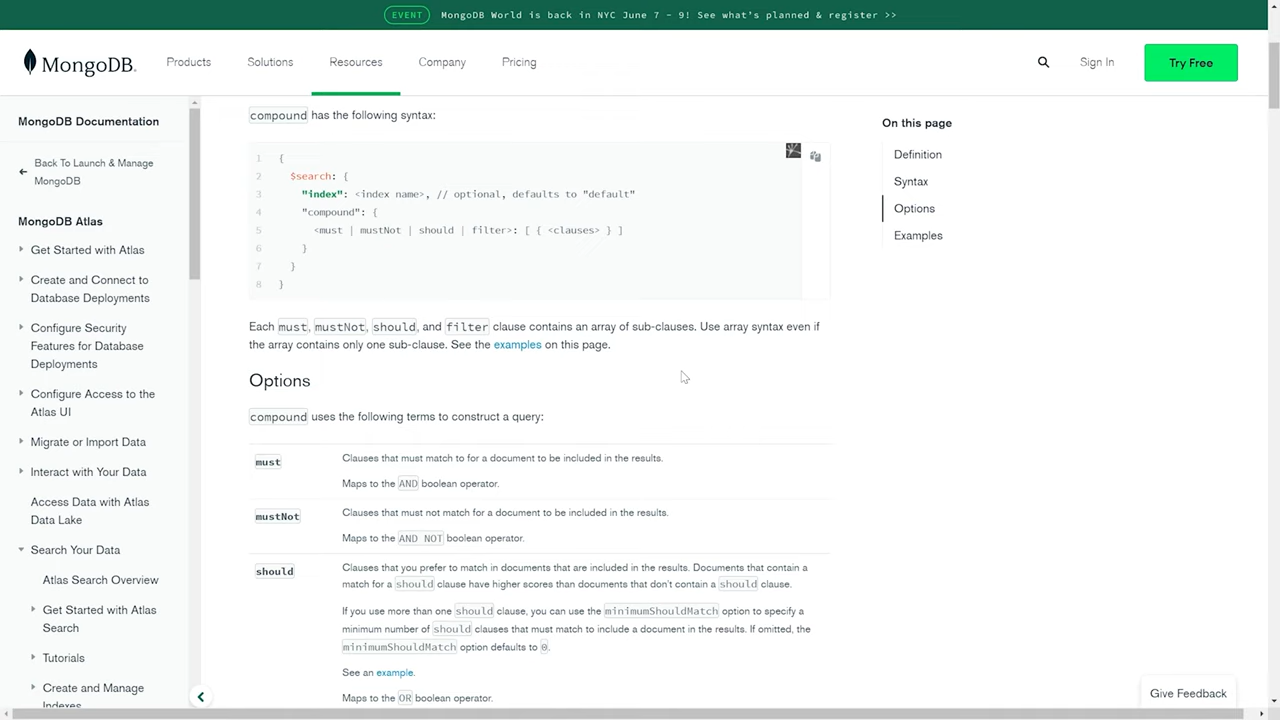 EVENT MongoDB World is back in NYC June 7 - 9! See what's planned & register >>
MongoDB. Products Solutions Resources Company Pricing Sign In Try Free
MongoDB Documentation
Back To Launch & Manage
MongoDB
MongoDB Atlas
Get Started with Atlas
Create and Connect to
Database Deployments
Configure Security
Features for Database
Deployments
Configure Access to the
Atlas UI
Migrate or Import Data
Interact with Your Data
Access Data with Atlas
Data Lake
Search Your Data
Atlas Search Overview
Get Started with Atlas
Search
Tutorials
Create and Manage
Indexes
compound has the following syntax:
1 {
2 $search: {
3 "index": <index name>, // optional, defaults to "default"
4 "compound": {
5 <must | mustNot | should | filter>: [ { <clauses> } ]
6 }
7 }
8 }
Each must, mustNot, should, and filter clause contains an array of sub-clauses. Use array syntax even if
the array contains only one sub-clause. See the examples on this page.
Options
compound uses the following terms to construct a query:
must Clauses that must match to for a document to be included in the results.
Maps to the AND boolean operator.
mustNot Clauses that must not match for a document to be included in the results.
Maps to the AND NOT boolean operator.
should Clauses that you prefer to match in documents that are included in the results. Documents that contain a
match for a should clause have higher scores than documents that don't contain a should clause.
If you use more than one should clause, you can use the minimumShouldMatch option to specify a
minimum number of should clauses that must match to include a document in the results. If omitted, the
minimumShouldMatch option defaults to 0.
See an example.
Maps to the OR boolean operator.
On this page
Definition
Syntax
Options
Examples
Give Feedback